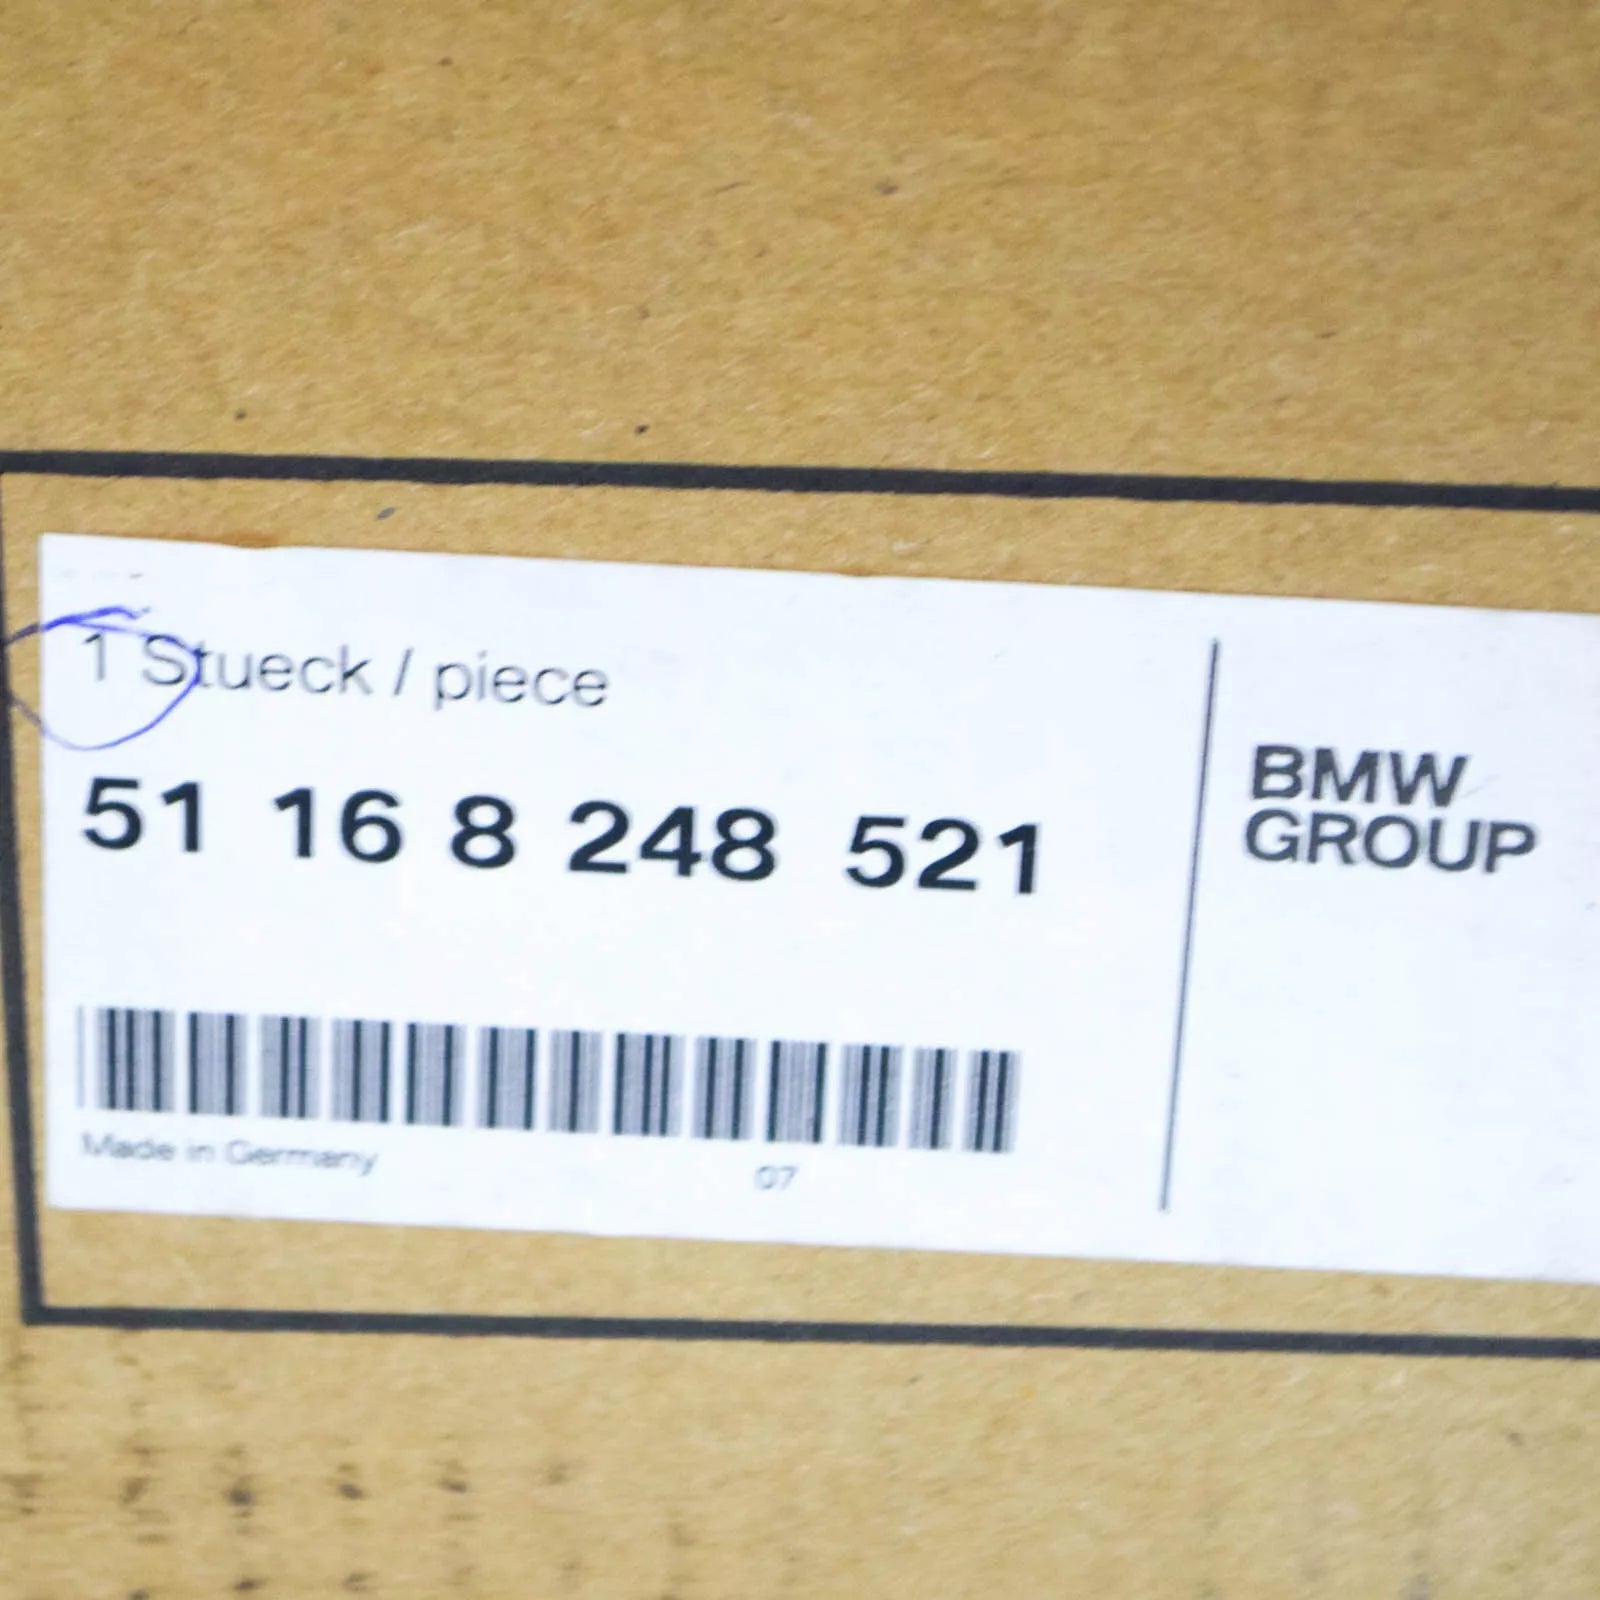 1 Stueck / piece
51 16 8 248 521
Made in Germany 07
BMW
GROUP